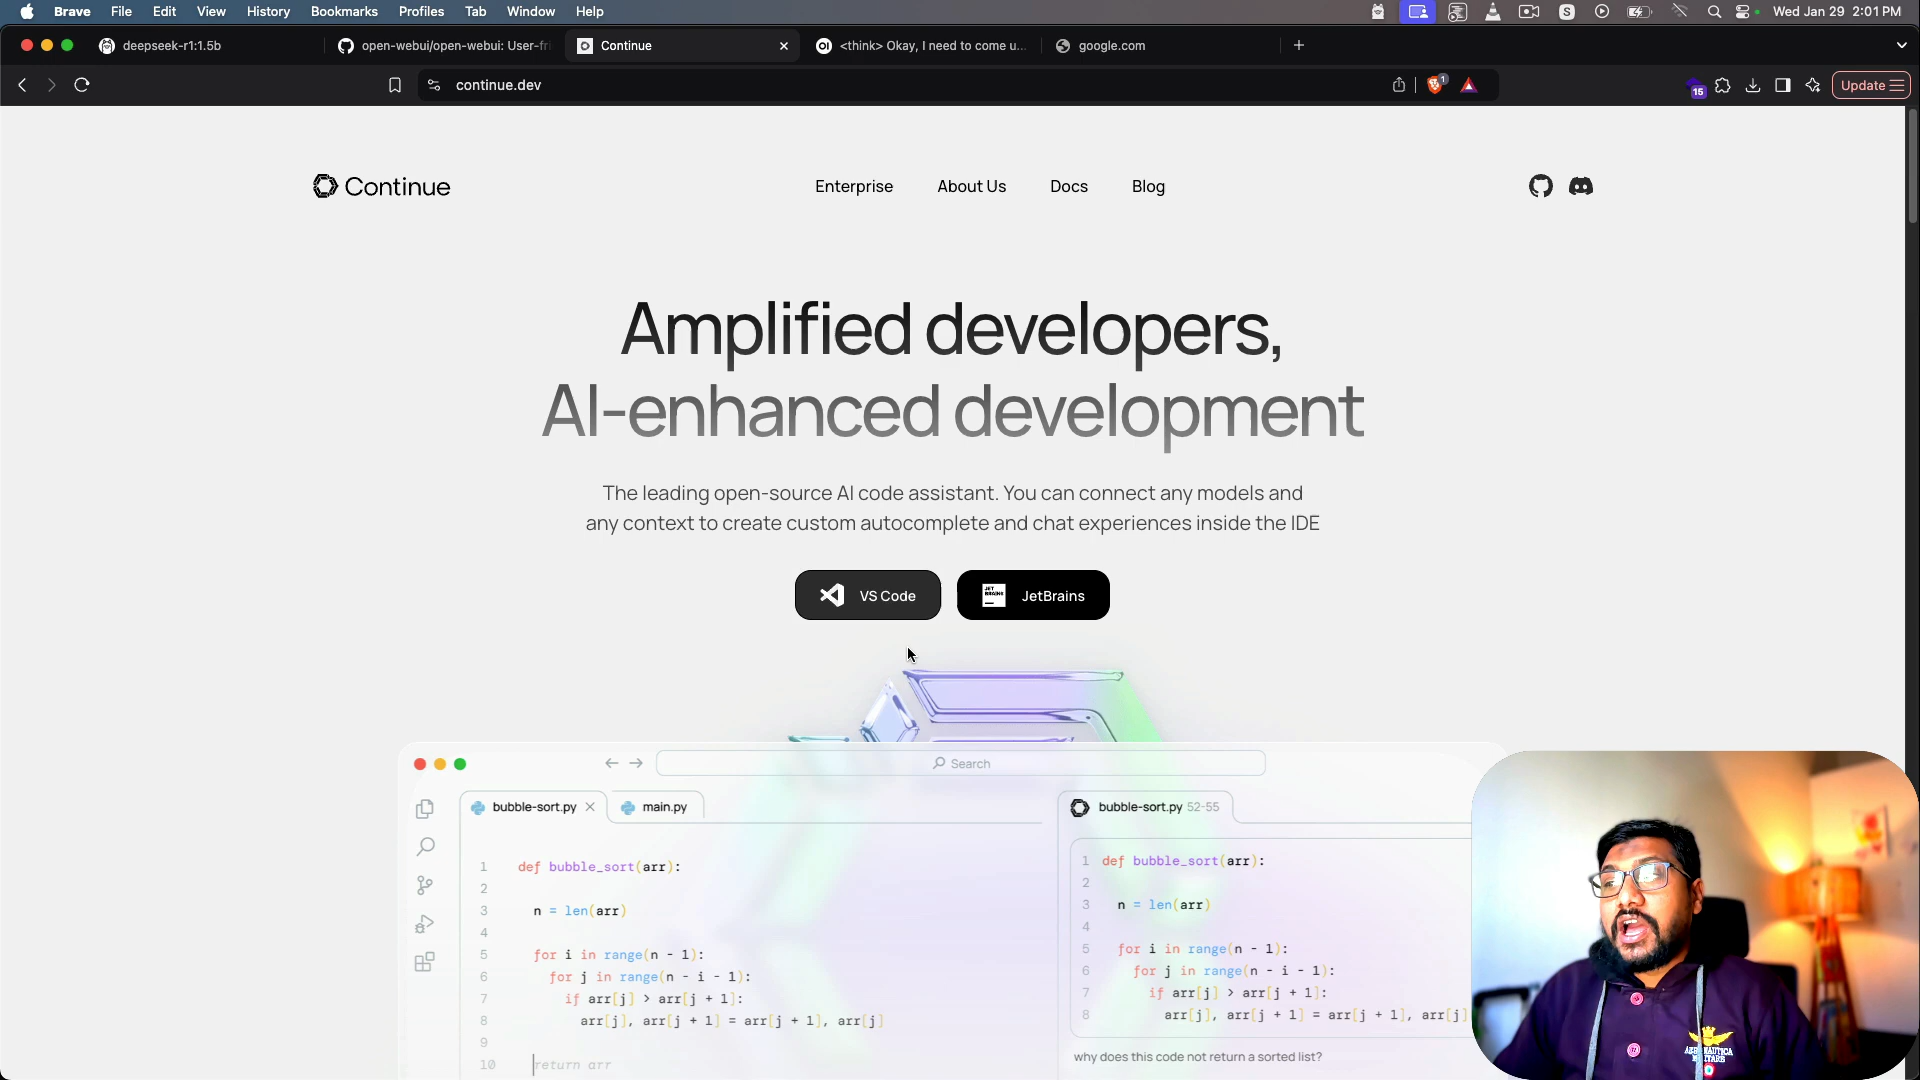 Brave File Edit View History Bookmarks Profiles Tab Window Help
S
Wed Jan 29 2:01 PM
deepseek-r1:1.5b
open-webui/open-webui: User-fri
Continue
OI
<think> Okay, I need to come u...
google.com
continue.dev
1
15
Update
Continue
Enterprise
About Us
Docs
Blog
Amplified developers,
AI-enhanced development
The leading open-source AI code assistant. You can connect any models and
any context to create custom autocomplete and chat experiences inside the IDE
VS Code
JET
BRAINS
JetBrains
Search
bubble-sort.py
main.py
1 def bubble_sort(arr):
2
3 n = len(arr)
4
5 for i in range(n - 1):
6 for j in range(n - i - 1):
7 if arr[j] > arr[j + 1]:
8 arr[j], arr[j + 1] = arr[j + 1], arr[j]
9
10 return arr
bubble-sort.py 52-55
1 def bubble_sort(arr):
2
3 n = len(arr)
4
5 for i in range(n - 1):
6 for j in range(n - i - 1):
7 if arr[j] > arr[j + 1]:
8 arr[j], arr[j + 1] = arr[j + 1], arr[j]
why does this code not return a sorted list?